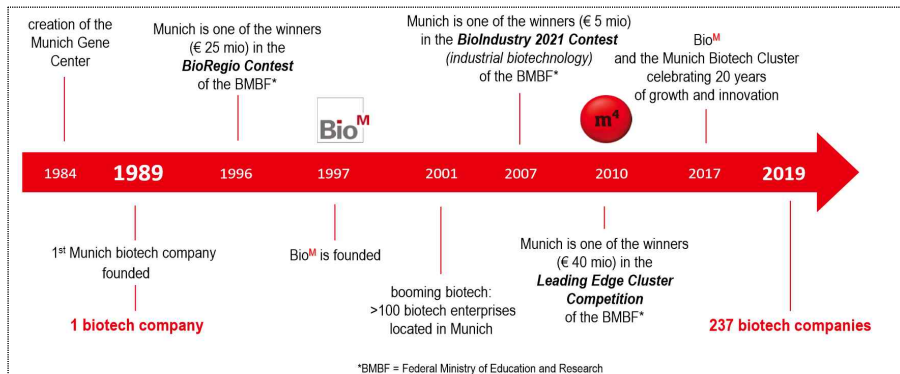 creation of the
Munich Gene
Center
Munich is one of the winners
(€ 25 mio) in the
BioRegio Contest
of the BMBF*
Munich is one of the winners (€ 5 mio)
in the BioIndustry 2021 Contest
(industrial biotechnology)
of the BMBF*
Bioᴹ
and the Munich Biotech Cluster
celebrating 20 years
of growth and innovation
Bioᴹ
m⁴
1984
1989
1996
1997
2001
2007
2010
2017
2019
1st Munich biotech company
founded
1 biotech company
Bioᴹ is founded
booming biotech:
>100 biotech enterprises
located in Munich
Munich is one of the winners
(€ 40 mio) in the
Leading Edge Cluster
Competition
of the BMBF*
237 biotech companies
*BMBF = Federal Ministry of Education and Research